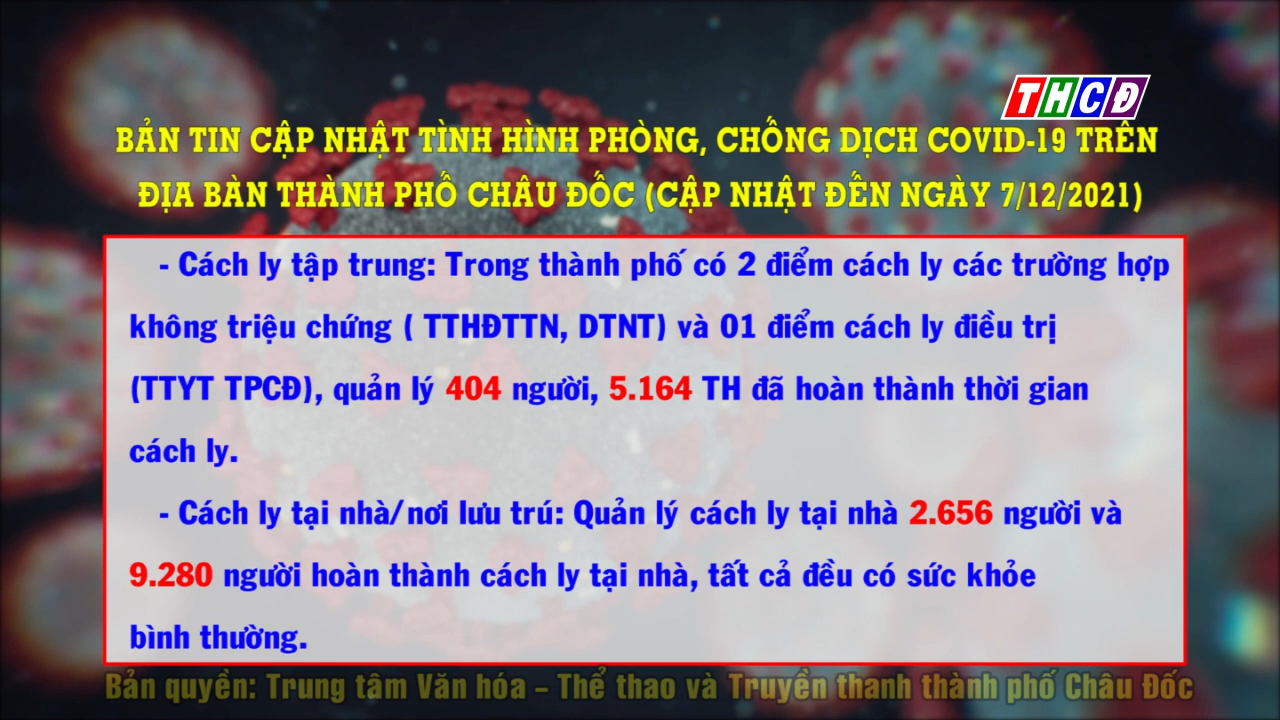 THCĐ
BẢN TIN CẬP NHẬT TÌNH HÌNH PHÒNG, CHỐNG DỊCH COVID-19 TRÊN
ĐỊA BÀN THÀNH PHỐ CHÂU ĐỐC (CẬP NHẬT ĐẾN NGÀY 7/12/2021)
- Cách ly tập trung: Trong thành phố có 2 điểm cách ly các trường hợp
không triệu chứng ( TTHĐTTN, DTNT) và 01 điểm cách ly điều trị
(TTYT TPCĐ), quản lý 404 người, 5.164 TH đã hoàn thành thời gian
cách ly.
- Cách ly tại nhà/nơi lưu trú: Quản lý cách ly tại nhà 2.656 người và
9.280 người hoàn thành cách ly tại nhà, tất cả đều có sức khỏe
bình thường.
Bản quyền: Trung tâm Văn hóa – Thể thao và Truyền thanh thành phố Châu Đốc